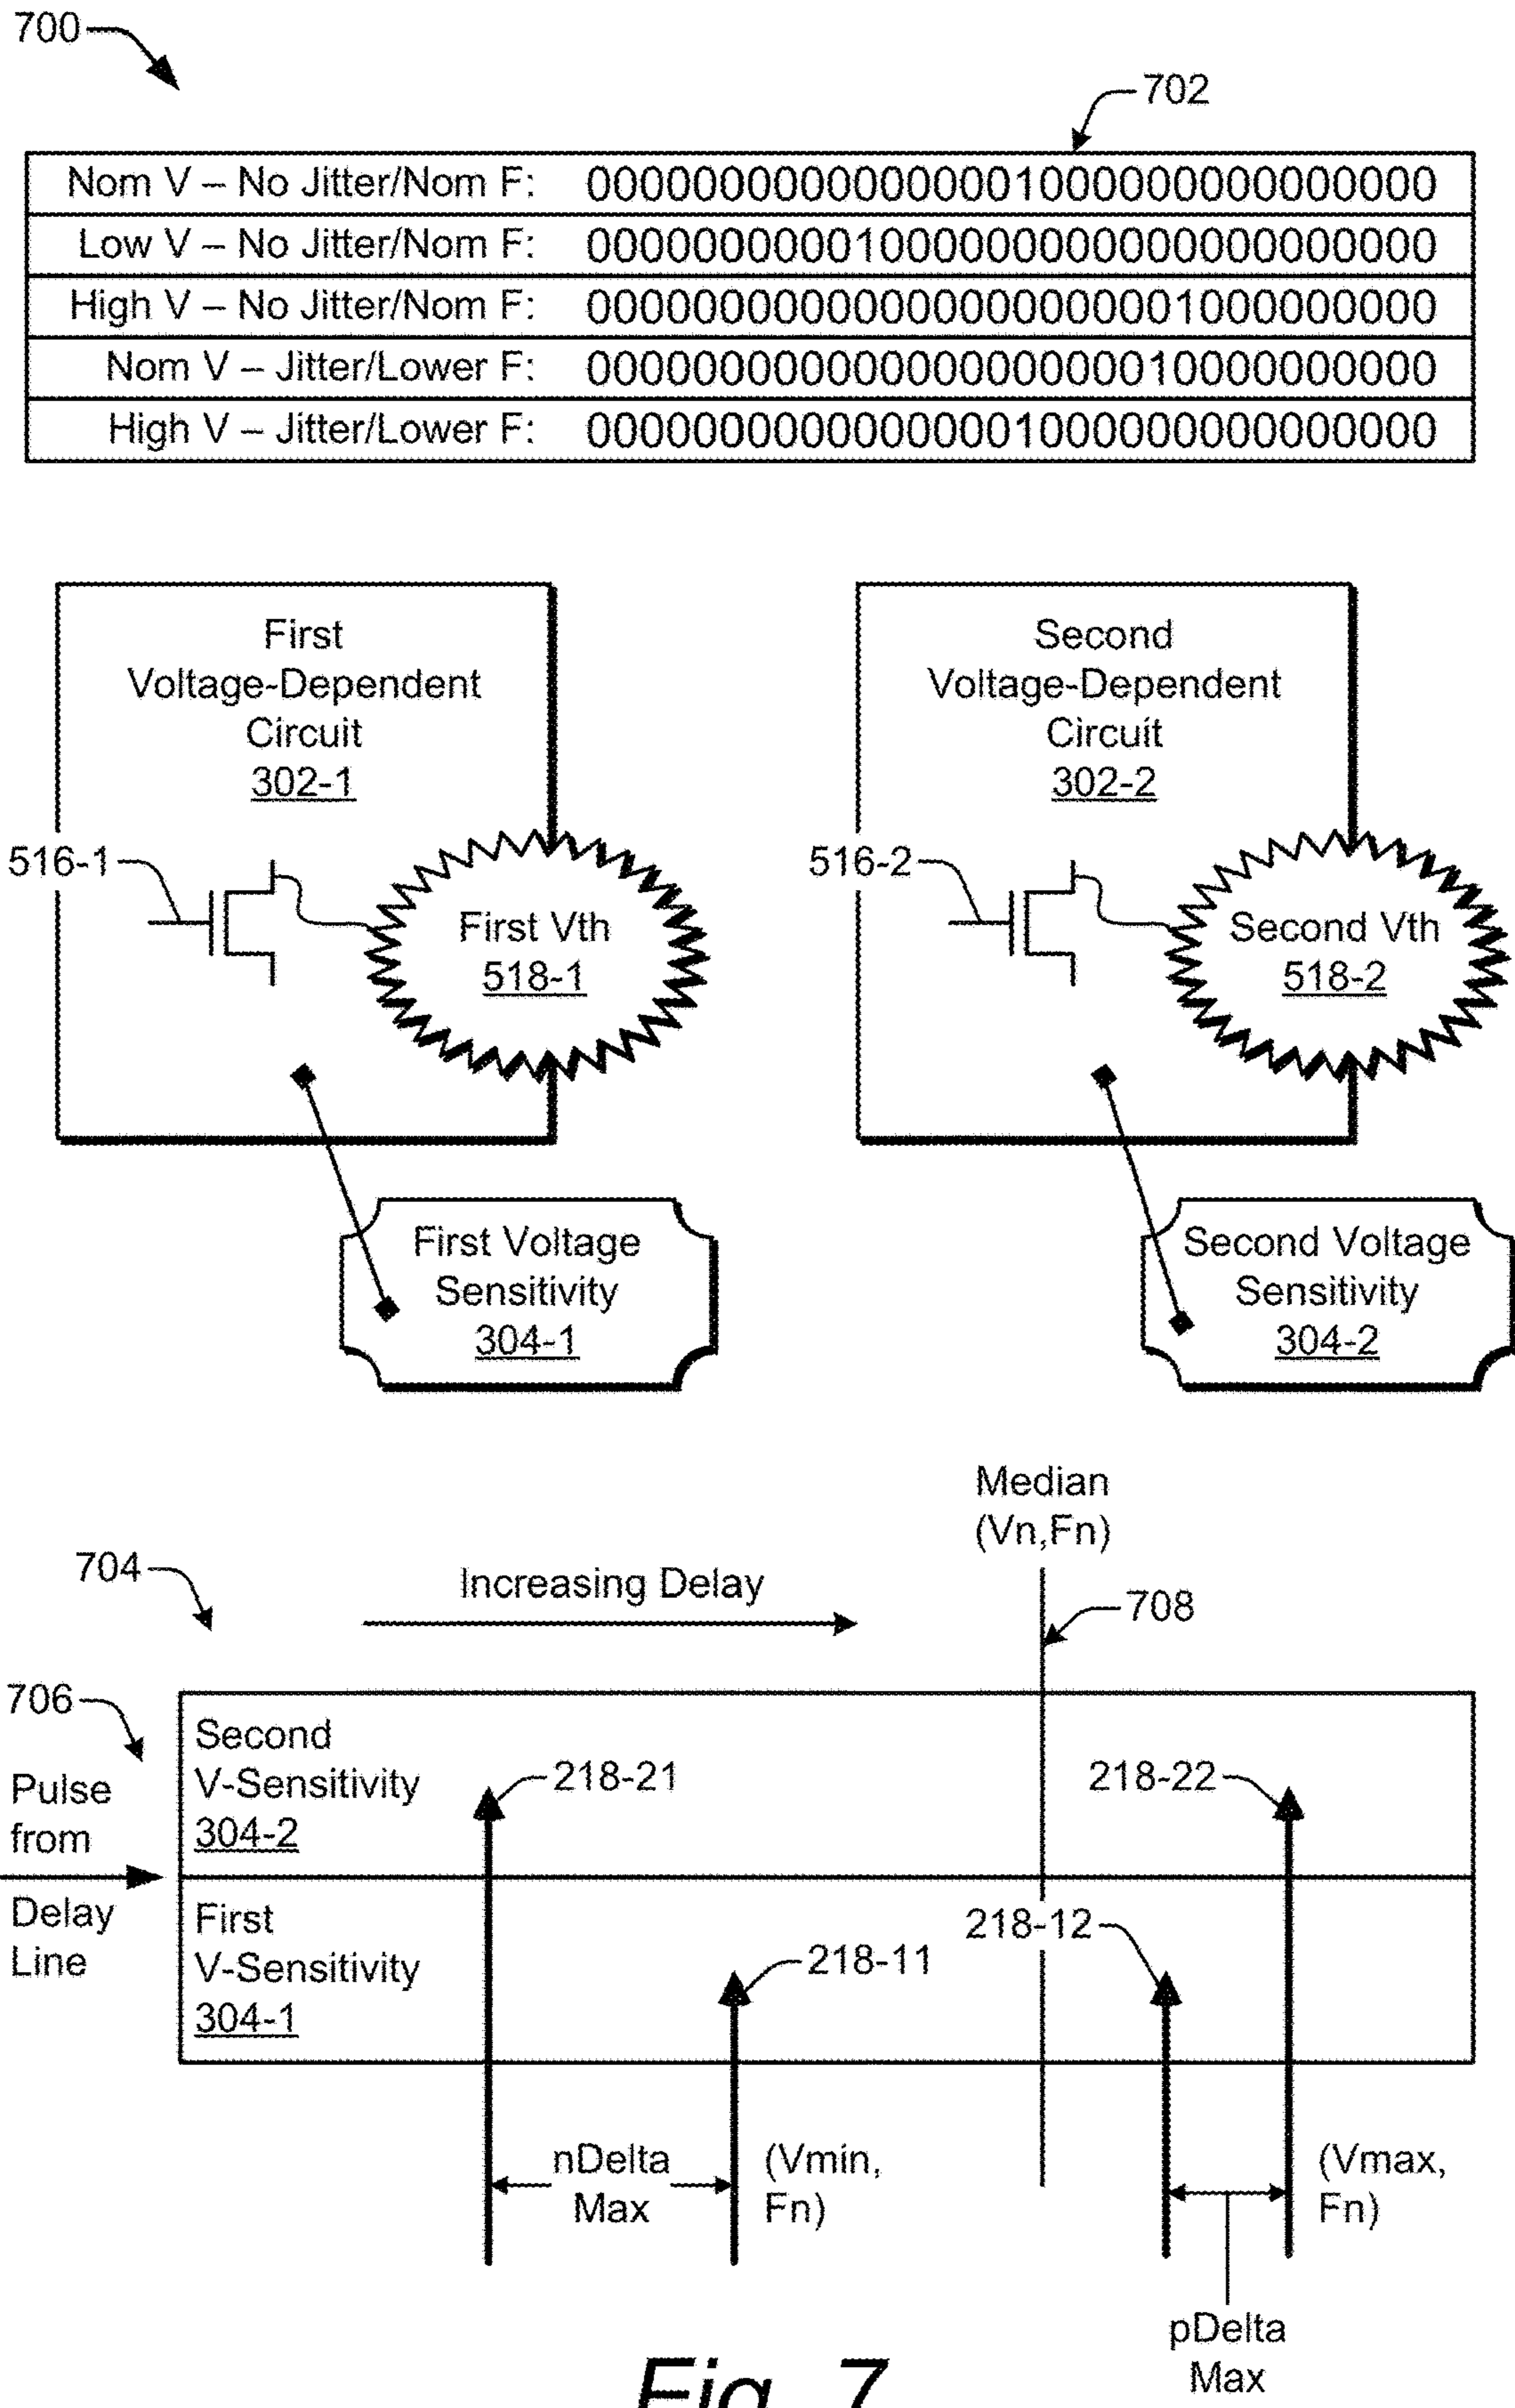 700
702
Nom V – No Jitter/Nom F: 00000000000000001000000000000000
Low V – No Jitter/Nom F: 00000000001000000000000000000000
High V – No Jitter/Nom F: 00000000000000000000001000000000
Nom V – Jitter/Lower F: 00000000000000000000010000000000
High V – Jitter/Lower F: 00000000000000001000000000000000
First
Voltage-Dependent
Circuit
302-1
516-1
First Vth
518-1
First Voltage
Sensitivity
304-1
Second
Voltage-Dependent
Circuit
302-2
516-2
Second Vth
518-2
Second Voltage
Sensitivity
304-2
Median
(Vn,Fn)
704
Increasing Delay
708
706
Pulse
from
Delay
Line
Second
V-Sensitivity
304-2
218-21
218-22
First
V-Sensitivity
304-1
218-11
218-12
nDelta
Max
(Vmin,
Fn)
(Vmax,
Fn)
pDelta
Max
Fig. 7